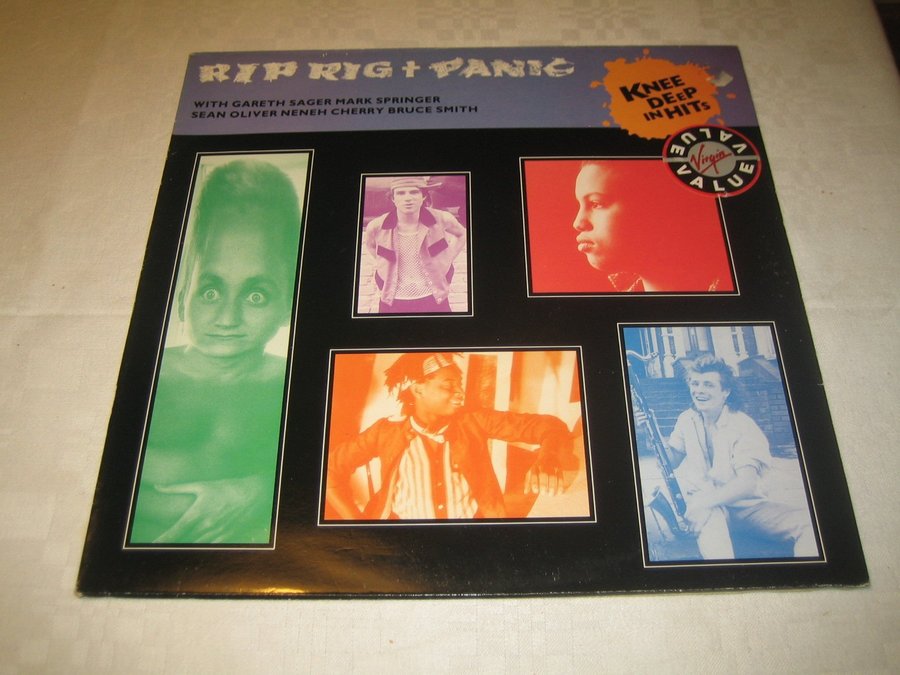 RIP RIG + PANIC
WITH GARETH SAGER MARK SPRINGER
SEAN OLIVER NENEH CHERRY BRUCE SMITH
KNEE
DEEP
IN HITS
VALUE VALUE VALUE
Virgin